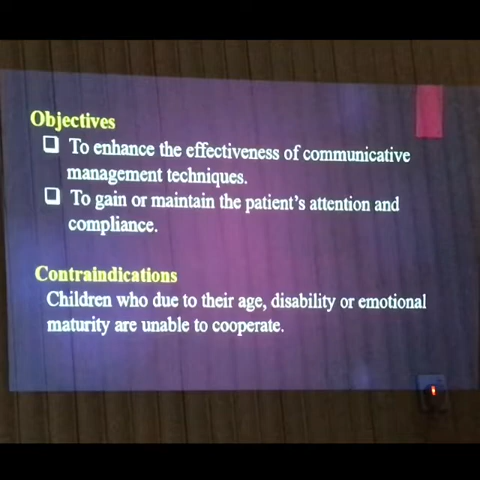 Objectives
❑ To enhance the effectiveness of communicative
management techniques.
❑ To gain or maintain the patient's attention and
compliance.
Contraindications
Children who due to their age, disability or emotional
maturity are unable to cooperate.